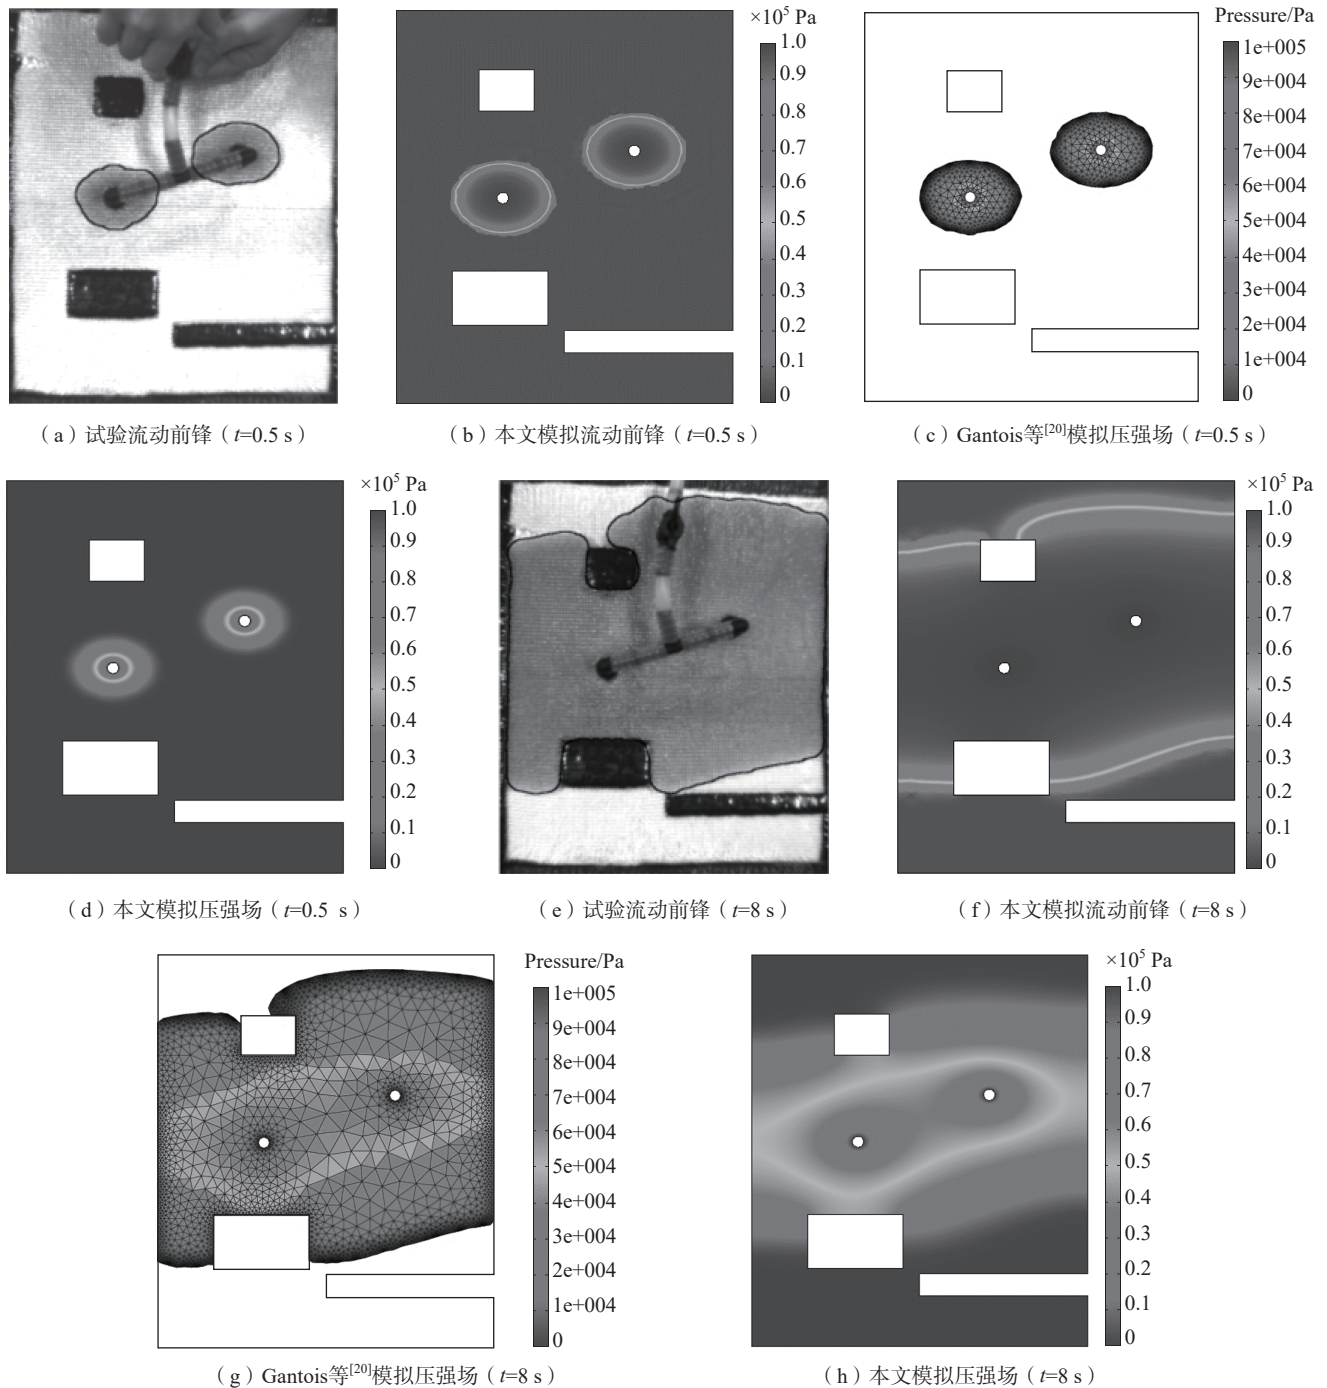 ×10⁵ Pa
1.0
0.9
0.8
0.7
0.6
0.5
0.4
0.3
0.2
0.1
0
Pressure/Pa
1e+005
9e+004
8e+004
7e+004
6e+004
5e+004
4e+004
3e+004
2e+004
1e+004
0
（a）试验流动前锋（t=0.5 s）
（b）本文模拟流动前锋（t=0.5 s）
（c）Gantois等[20]模拟压强场（t=0.5 s）
×10⁵ Pa
1.0
0.9
0.8
0.7
0.6
0.5
0.4
0.3
0.2
0.1
0
×10⁵ Pa
1.0
0.9
0.8
0.7
0.6
0.5
0.4
0.3
0.2
0.1
0
（d）本文模拟压强场（t=0.5 s）
（e）试验流动前锋（t=8 s）
（f）本文模拟流动前锋（t=8 s）
Pressure/Pa
1e+005
9e+004
8e+004
7e+004
6e+004
5e+004
4e+004
3e+004
2e+004
1e+004
0
×10⁵ Pa
1.0
0.9
0.8
0.7
0.6
0.5
0.4
0.3
0.2
0.1
0
（g）Gantois等[20]模拟压强场（t=8 s）
（h）本文模拟压强场（t=8 s）